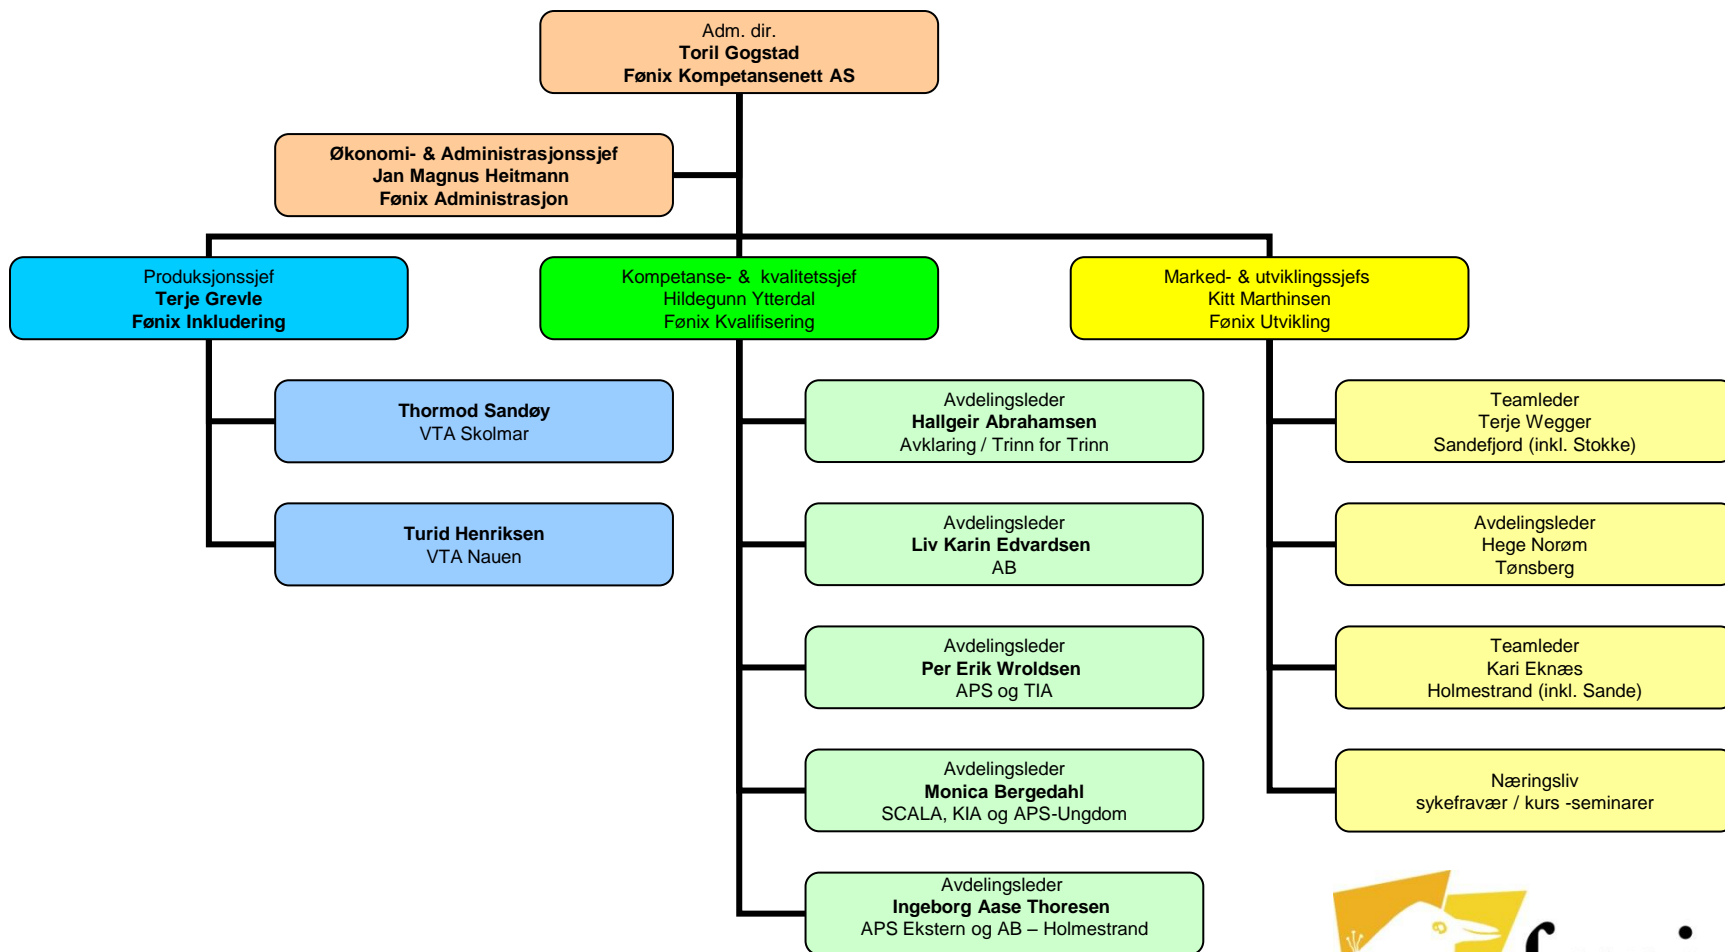 Adm. dir.
Toril Gogstad
Fønix Kompetansenett AS
Økonomi- & Administrasjonssjef
Jan Magnus Heitmann
Fønix Administrasjon
Produksjonssjef
Terje Grevle
Fønix Inkludering
Kompetanse- & kvalitetssjef
Hildegunn Ytterdal
Fønix Kvalifisering
Marked- & utviklingssjefs
Kitt Marthinsen
Fønix Utvikling
Thormod Sandøy
VTA Skolmar
Turid Henriksen
VTA Nauen
Avdelingsleder
Hallgeir Abrahamsen
Avklaring / Trinn for Trinn
Avdelingsleder
Liv Karin Edvardsen
AB
Avdelingsleder
Per Erik Wroldsen
APS og TIA
Avdelingsleder
Monica Bergedahl
SCALA, KIA og APS-Ungdom
Avdelingsleder
Ingeborg Aase Thoresen
APS Ekstern og AB – Holmestrand
Teamleder
Terje Wegger
Sandefjord (inkl. Stokke)
Avdelingsleder
Hege Norøm
Tønsberg
Teamleder
Kari Eknæs
Holmestrand (inkl. Sande)
Næringsliv
sykefravær / kurs -seminarer